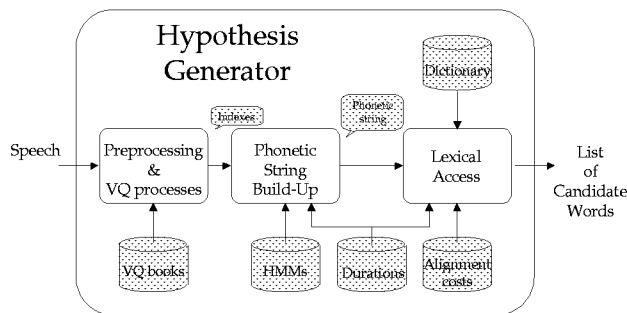 Hypothesis
Generator
Dictionary
Indexes
Phonetic
string
Speech
Preprocessing
&
VQ processes
Phonetic
String
Build-Up
Lexical
Access
List
of
Candidate
Words
VQ books
HMMs
Durations
Alignment
costs